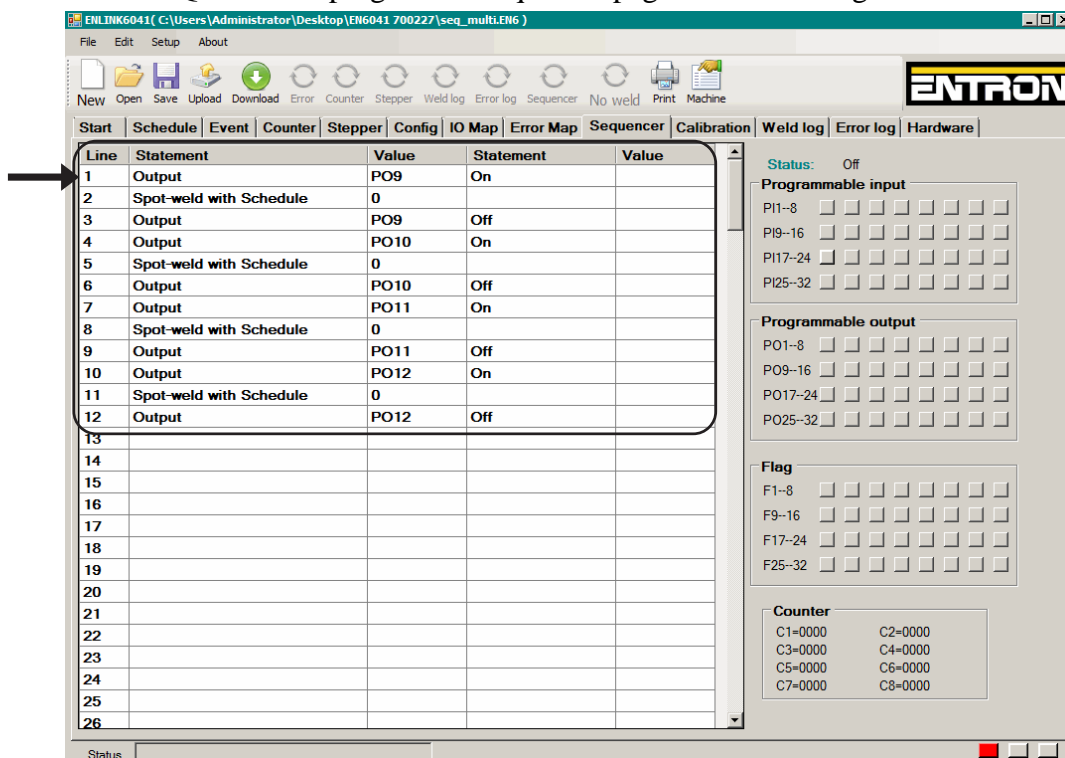 ENLINK6041( C:\Users\Administrator\Desktop\EN6041 700227\seq_multi.EN6 )
File Edit Setup About
New Open Save Upload Download Error Counter Stepper Weld log Error log Sequencer No weld Print Machine
ENTRON
Start Schedule Event Counter Stepper Config IO Map Error Map Sequencer Calibration Weld log Error log Hardware
Line Statement Value Statement Value
1 Output PO9 On
2 Spot-weld with Schedule 0
3 Output PO9 Off
4 Output PO10 On
5 Spot-weld with Schedule 0
6 Output PO10 Off
7 Output PO11 On
8 Spot-weld with Schedule 0
9 Output PO11 Off
10 Output PO12 On
11 Spot-weld with Schedule 0
12 Output PO12 Off
13
14
15
16
17
18
19
20
21
22
23
24
25
26
Status: Off
Programmable input
PI1--8
PI9--16
PI17--24
PI25--32
Programmable output
PO1--8
PO9--16
PO17--24
PO25--32
Flag
F1--8
F9--16
F17--24
F25--32
Counter
C1=0000 C2=0000
C3=0000 C4=0000
C5=0000 C6=0000
C7=0000 C8=0000
Status